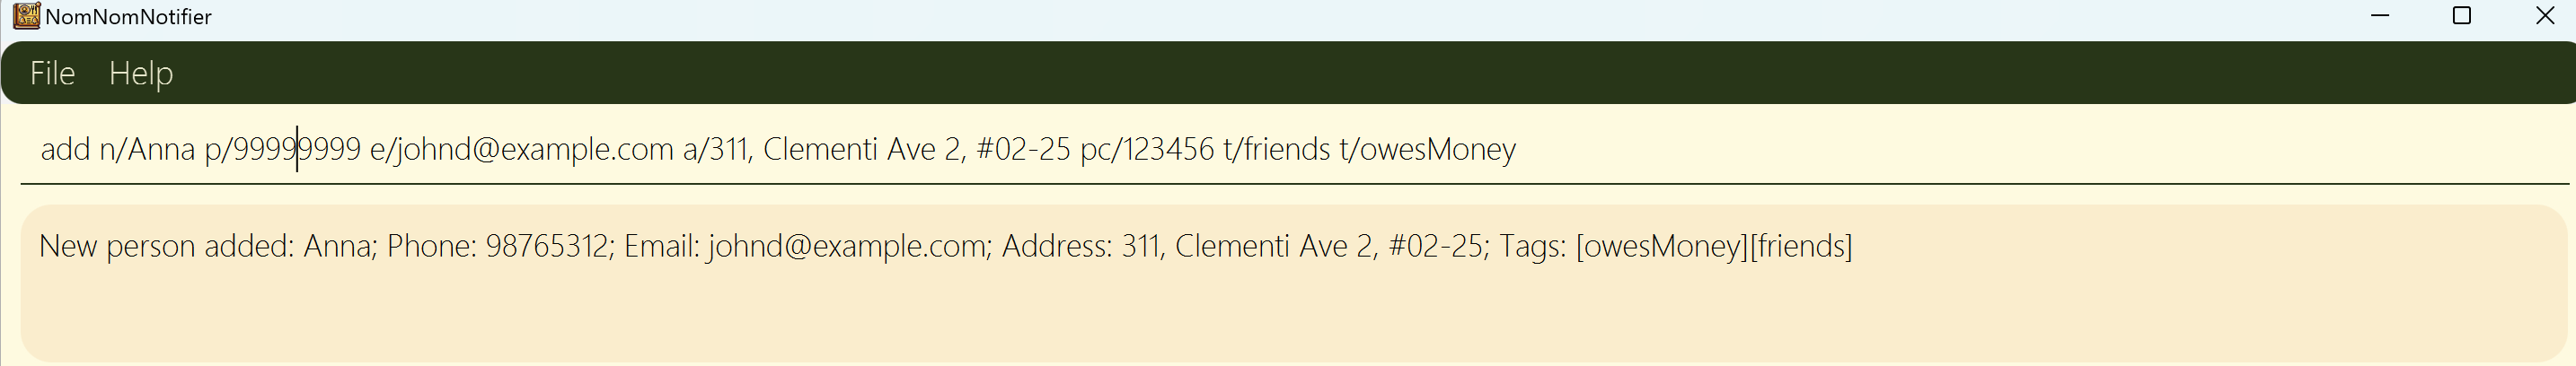 NomNomNotifier
File Help
add n/Anna p/99999999 e/johnd@example.com a/311, Clementi Ave 2, #02-25 pc/123456 t/friends t/owesMoney
New person added: Anna; Phone: 98765312; Email: johnd@example.com; Address: 311, Clementi Ave 2, #02-25; Tags: [owesMoney][friends]